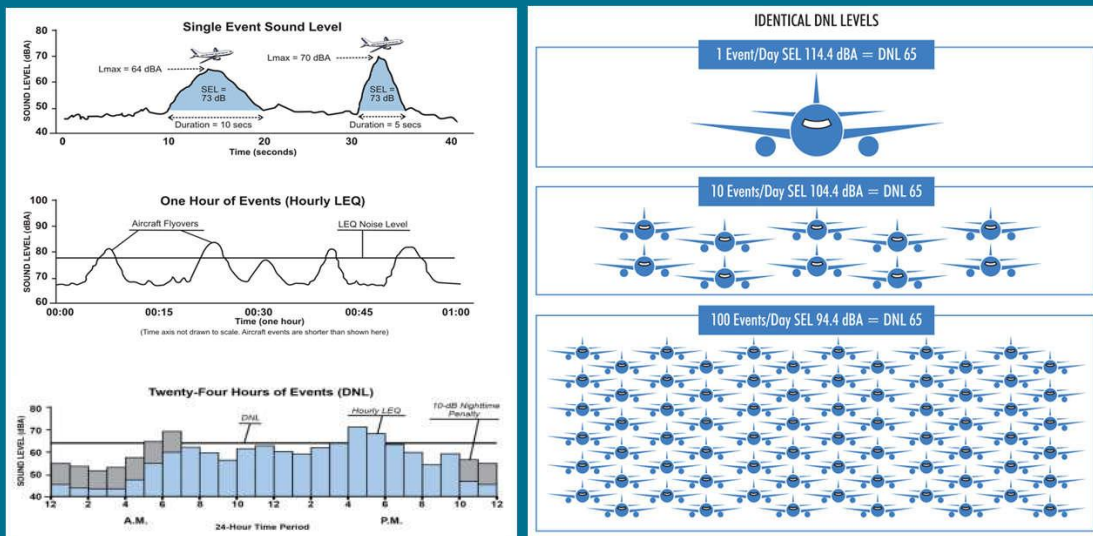 Single Event Sound Level
SOUND LEVEL (dBA)
80
70
60
50
40
Lmax = 64 dBA
Lmax = 70 dBA
SEL =
73 dB
SEL =
73 dB
Duration = 10 secs
Duration = 5 secs
0
10
20
30
40
Time (seconds)
One Hour of Events (Hourly LEQ)
SOUND LEVEL (dBA)
100
90
80
70
60
Aircraft Flyovers
LEQ Noise Level
00:00
00:15
00:30
00:45
01:00
Time (one hour)
(Time axis not drawn to scale. Aircraft events are shorter than shown here)
Twenty-Four Hours of Events (DNL)
SOUND LEVEL (dBA)
80
70
60
50
40
DNL
Hourly LEQ
10-dB Nighttime
Penalty
12 2 4 6 8 10 12 2 4 6 8 10 12
A.M.
P.M.
24-Hour Time Period
IDENTICAL DNL LEVELS
1 Event/Day SEL 114.4 dBA = DNL 65
10 Events/Day SEL 104.4 dBA = DNL 65
100 Events/Day SEL 94.4 dBA = DNL 65